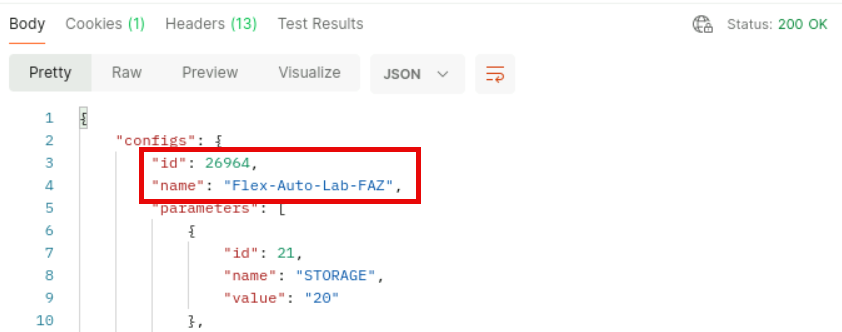 Body Cookies (1) Headers (13) Test Results Status: 200 OK
Pretty Raw Preview Visualize JSON
1 {
2 "configs": {
3 "id": 26964,
4 "name": "Flex-Auto-Lab-FAZ",
5 "parameters": [
6 {
7 "id": 21,
8 "name": "STORAGE",
9 "value": "20"
10 },